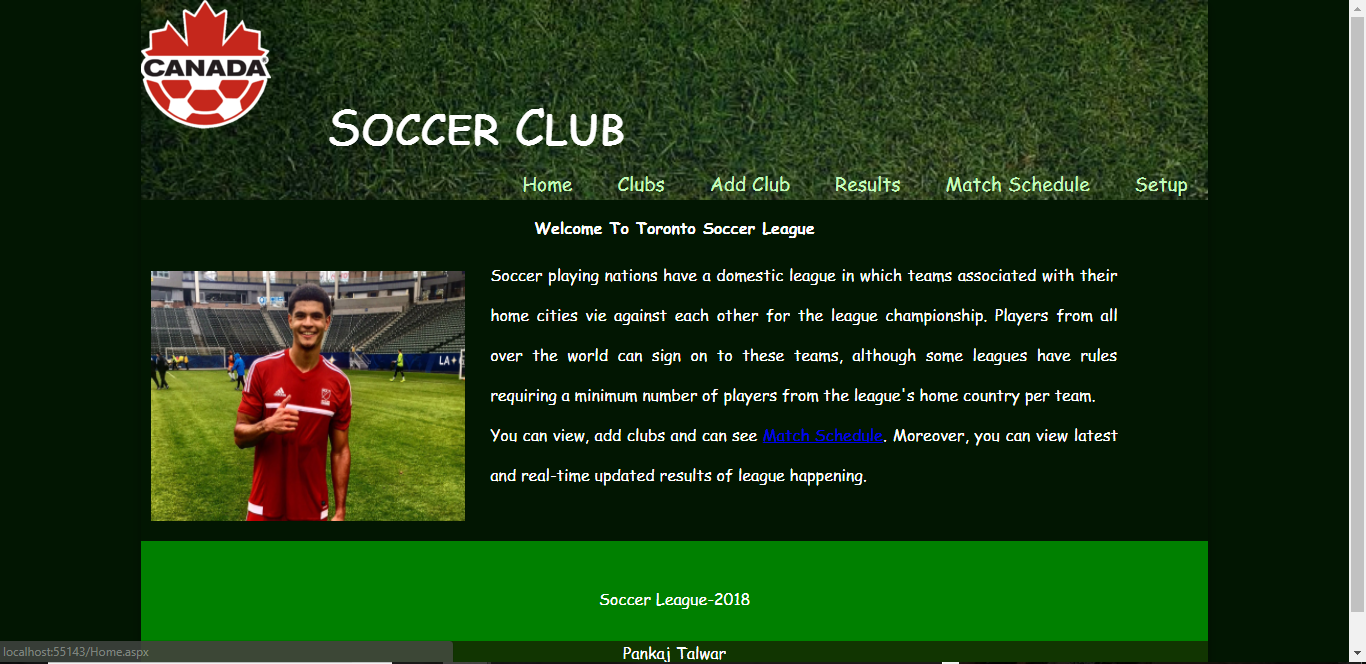 CANADA
SOCCER CLUB
Home Clubs Add Club Results Match Schedule Setup
Welcome To Toronto Soccer League
Soccer playing nations have a domestic league in which teams associated with their
home cities vie against each other for the league championship. Players from all
over the world can sign on to these teams, although some leagues have rules
requiring a minimum number of players from the league's home country per team.
You can view, add clubs and can see Match Schedule. Moreover, you can view latest
and real-time updated results of league happening.
LA
Soccer League-2018
Pankaj Talwar
localhost:55143/Home.aspx